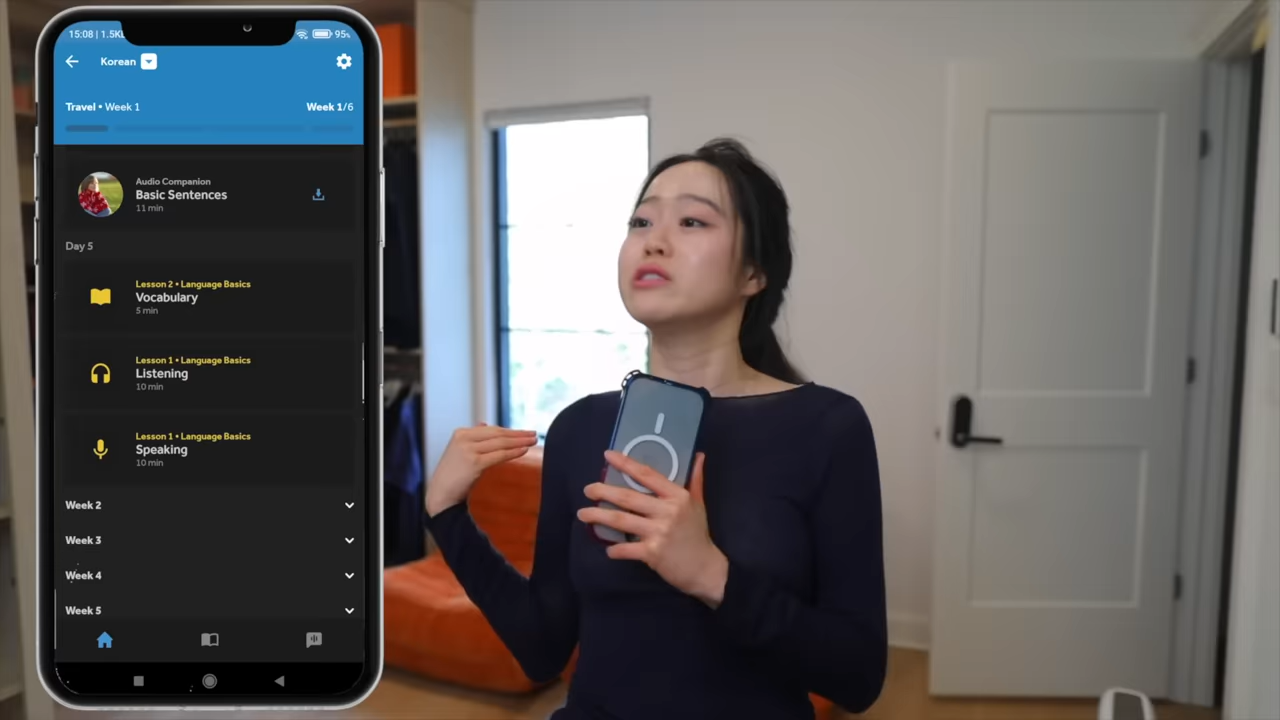 15:08 | 1.5K
95%
Korean
Travel • Week 1
Week 1/6
Audio Companion
Basic Sentences
11 min
Day 5
Lesson 2 • Language Basics
Vocabulary
5 min
Lesson 1 • Language Basics
Listening
10 min
Lesson 1 • Language Basics
Speaking
10 min
Week 2
Week 3
Week 4
Week 5